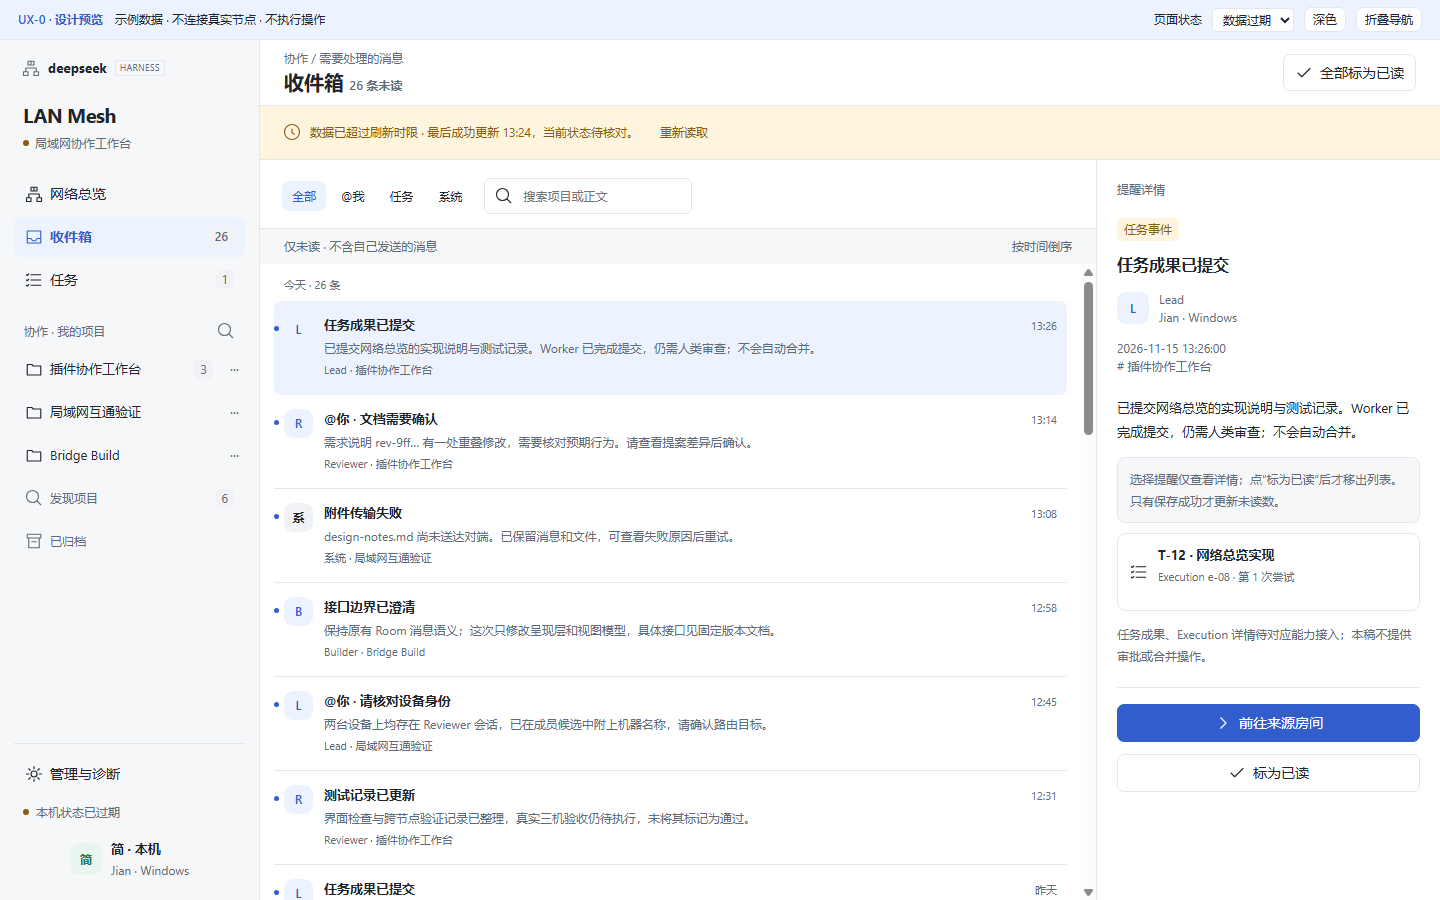 UX-0 · 设计预览 示例数据 · 不连接真实节点 · 不执行操作
页面状态 数据过期 深色 折叠导航
deepseek HARNESS
LAN Mesh
局域网协作工作台
网络总览
收件箱 26
任务 1
协作 · 我的项目
插件协作工作台 3 ...
局域网互通验证 ...
Bridge Build ...
发现项目 6
已归档
管理与诊断
本机状态已过期
简 简 · 本机
Jian · Windows
协作 / 需要处理的消息
收件箱 26 条未读
全部标为已读
数据已超过刷新时限 · 最后成功更新 13:24，当前状态待核对。 重新读取
全部 @我 任务 系统 搜索项目或正文
仅未读 · 不含自己发送的消息 按时间倒序
今天 · 26 条
L 任务成果已提交 13:26
已提交网络总览的实现说明与测试记录。Worker 已完成提交，仍需人类审查；不会自动合并。
Lead · 插件协作工作台
R @你 · 文档需要确认 13:14
需求说明 rev-9ff... 有一处重叠修改，需要核对预期行为。请查看提案差异后确认。
Reviewer · 插件协作工作台
系 附件传输失败 13:08
design-notes.md 尚未送达对端。已保留消息和文件，可查看失败原因后重试。
系统 · 局域网互通验证
B 接口边界已澄清 12:58
保持原有 Room 消息语义；这次只修改呈现层和视图模型，具体接口见固定版本文档。
Builder · Bridge Build
L @你 · 请核对设备身份 12:45
两台设备上均存在 Reviewer 会话，已在成员候选中附上机器名称，请确认路由目标。
Lead · 局域网互通验证
R 测试记录已更新 12:31
界面检查与跨节点验证记录已整理，真实三机验收仍待执行，未将其标记为通过。
Reviewer · 插件协作工作台
L 任务成果已提交 昨天
提醒详情
任务事件
任务成果已提交
L Lead
Jian · Windows
2026-11-15 13:26:00
# 插件协作工作台
已提交网络总览的实现说明与测试记录。Worker 已
完成提交，仍需人类审查；不会自动合并。
选择提醒仅查看详情；点“标为已读”后才移出列表。
只有保存成功才更新未读数。
T-12 · 网络总览实现
Execution e-08 · 第 1 次尝试
任务成果、Execution 详情待对应能力接入；本稿不提供
审批或合并操作。
前往来源房间
标为已读